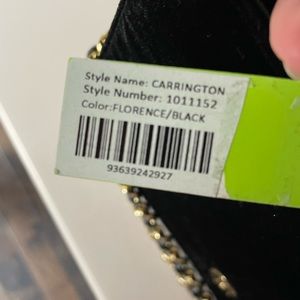 Style Name: CARRINGTON
Style Number: 1011152
Color:FLORENCE/BLACK
93639242927